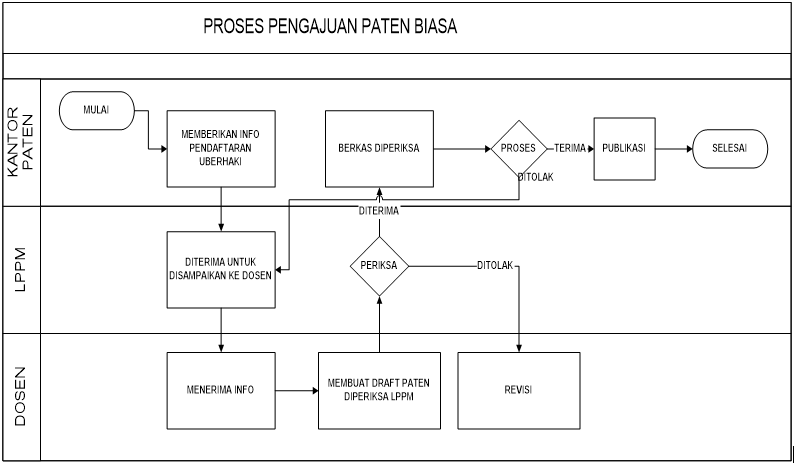 PROSES PENGAJUAN PATEN BIASA
KANTOR
PATEN
MULAI
MEMBERIKAN INFO
PENDAFTARAN
UBERHAKI
BERKAS DIPERIKSA
PROSES
TERIMA
PUBLIKASI
SELESAI
DITOLAK
DITERIMA
LPPM
DITERIMA UNTUK
DISAMPAIKAN KE DOSEN
PERIKSA
DITOLAK
DOSEN
MENERIMA INFO
MEMBUAT DRAFT PATEN
DIPERIKSA LPPM
REVISI